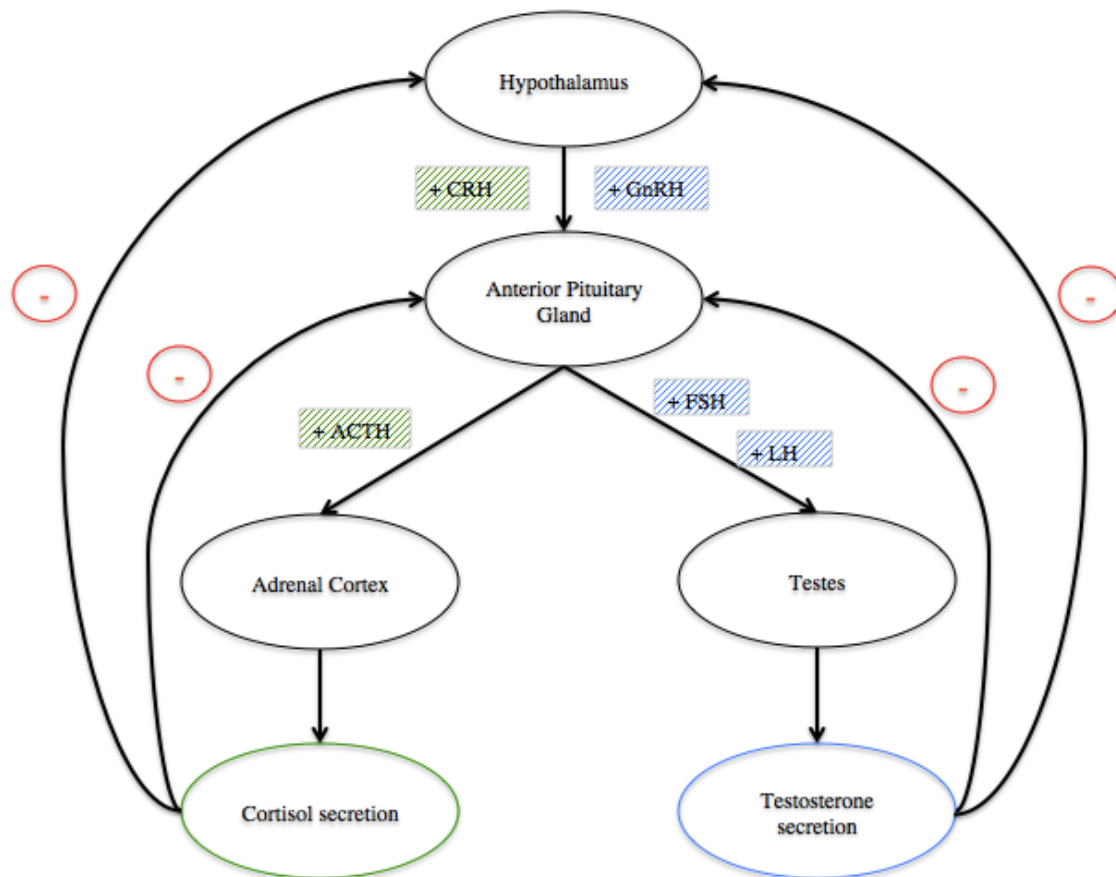 Hypothalamus
+ CRH
+ GnRH
-
-
Anterior Pituitary
Gland
-
-
+ FSH
+ ACTH
+ LH
Adrenal Cortex
Testes
Cortisol secretion
Testosterone
secretion